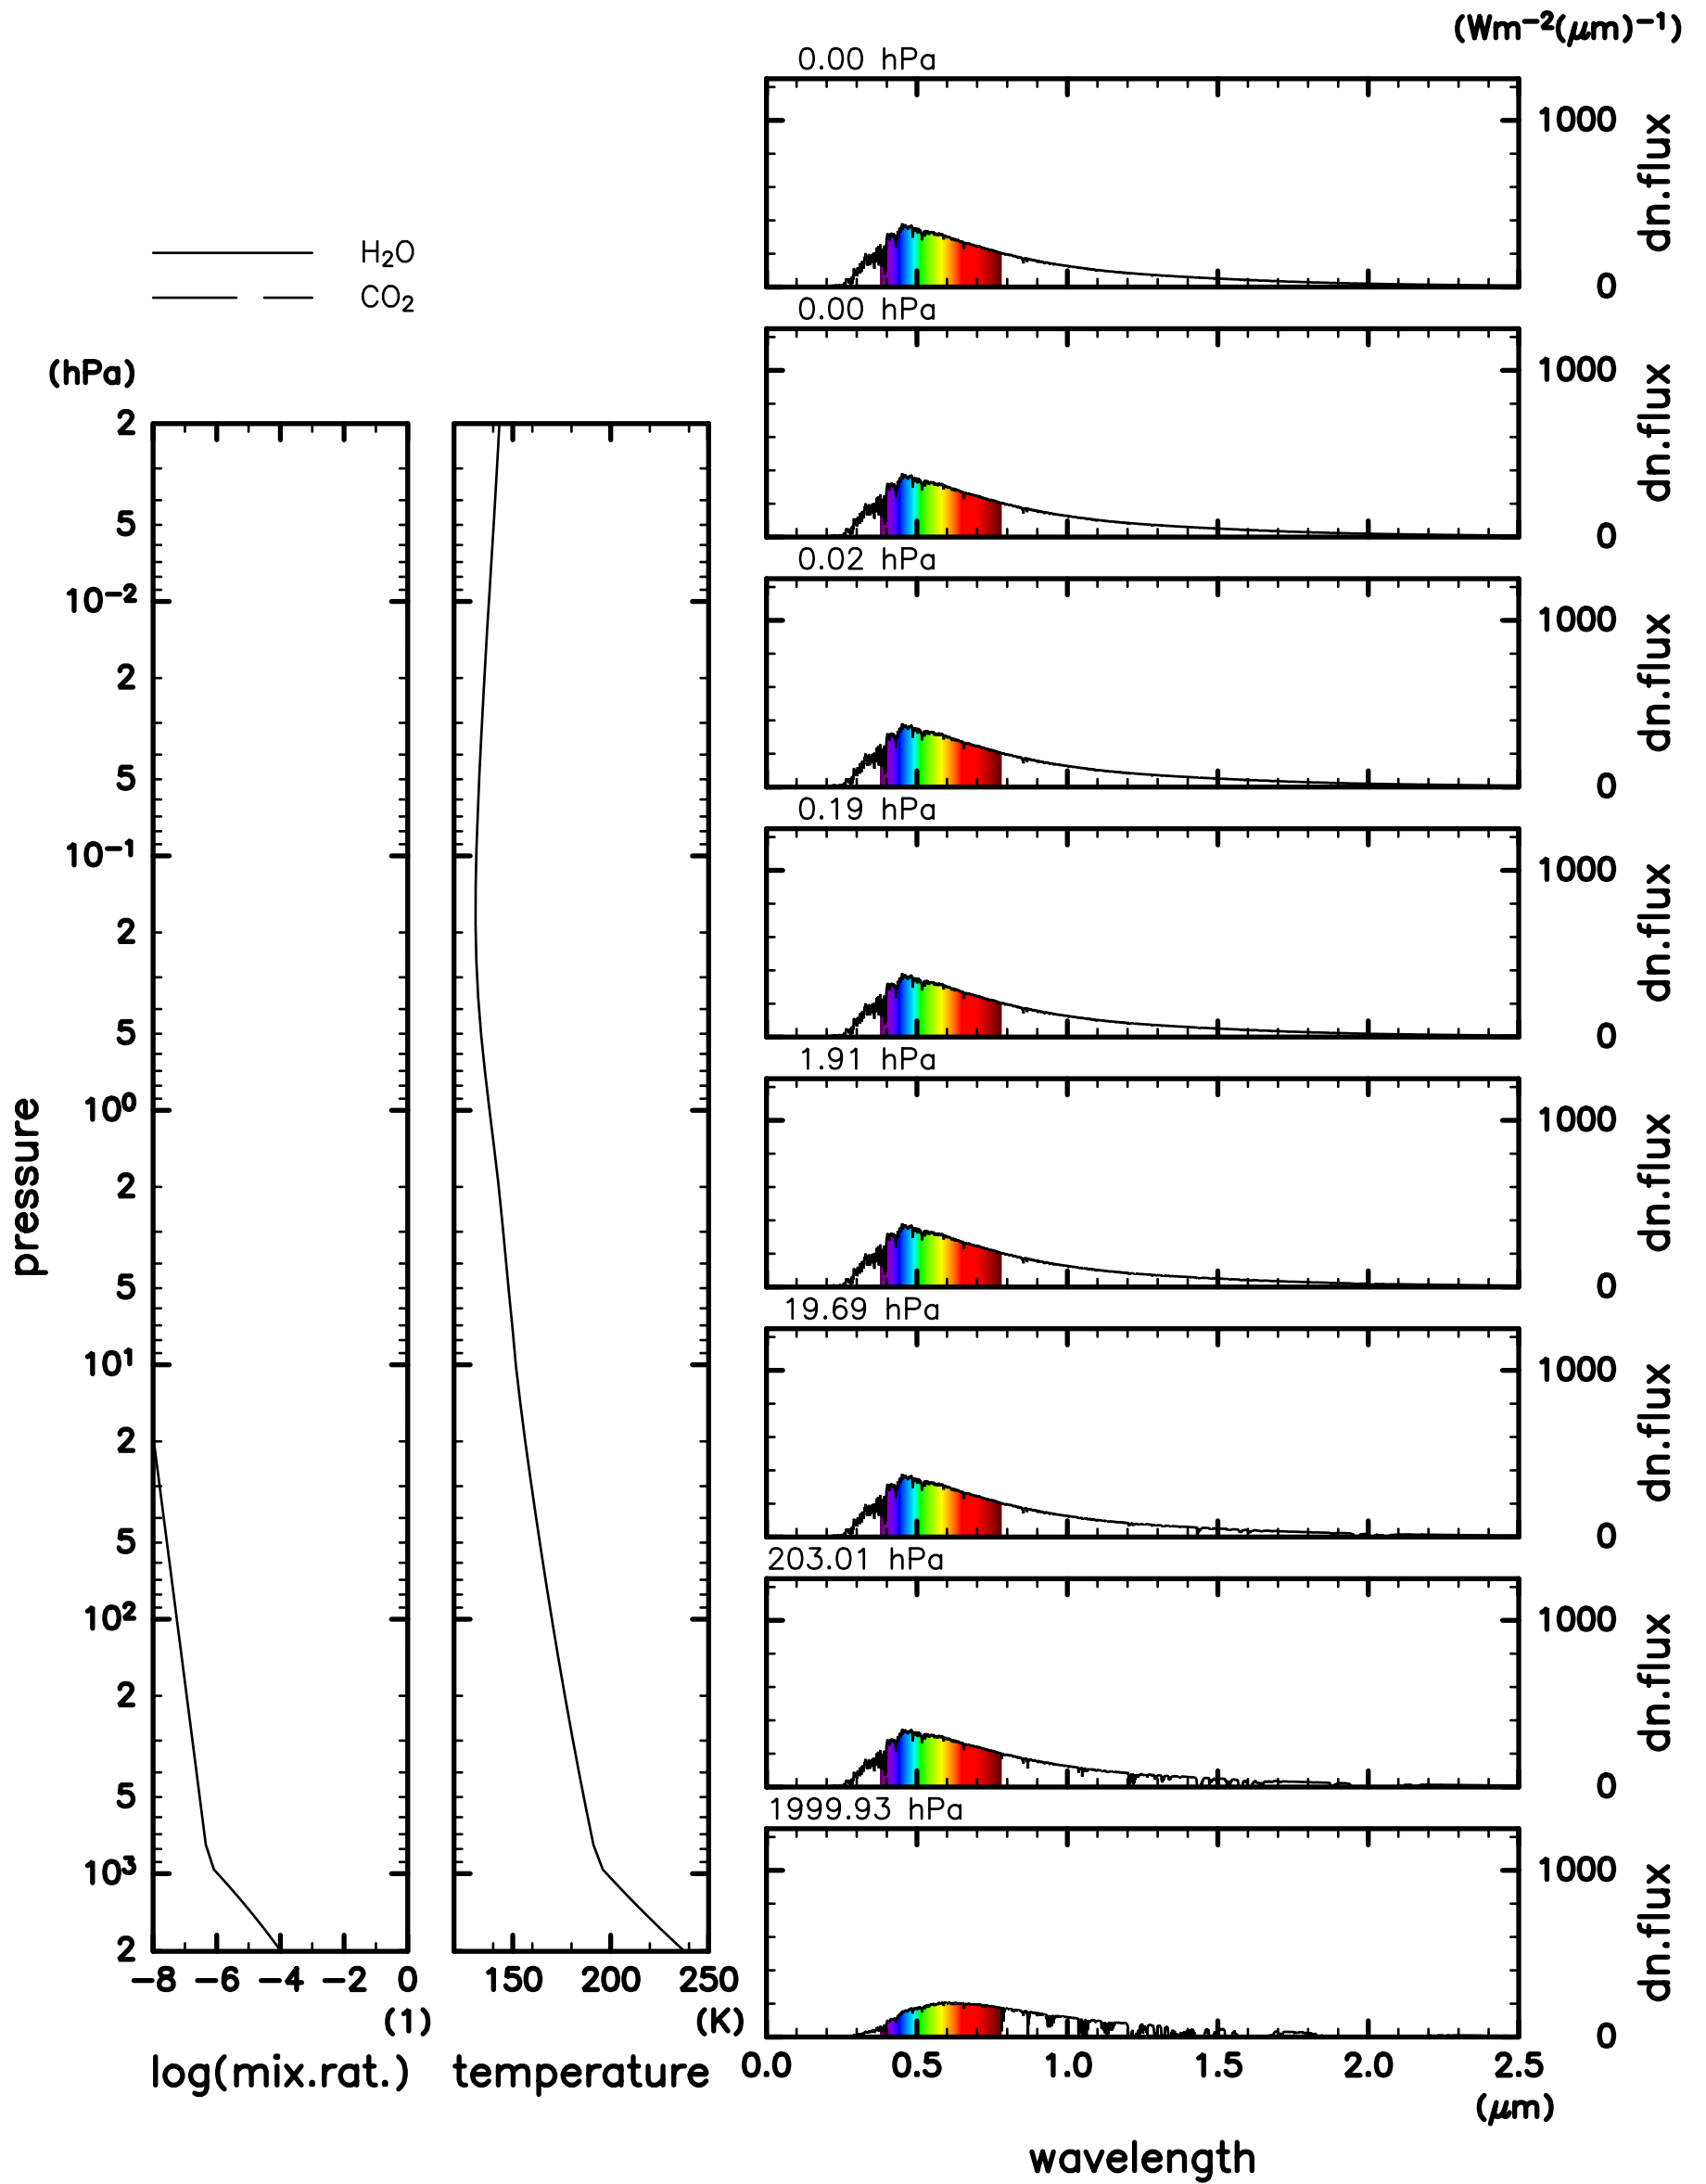 (Wm−2(μm)−1)
0.00 hPa
1000
0
dn.flux
0.00 hPa
1000
0
dn.flux
0.02 hPa
1000
0
dn.flux
0.19 hPa
1000
0
dn.flux
1.91 hPa
1000
0
dn.flux
19.69 hPa
1000
0
dn.flux
203.01 hPa
1000
0
dn.flux
1999.93 hPa
1000
0
dn.flux
0.0 0.5 1.0 1.5 2.0 2.5
(μm)
wavelength
H2O
CO2
(hPa)
2
5
10−2
2
5
10−1
2
5
100
2
5
101
2
5
102
2
5
103
2
pressure
−8 −6 −4 −2 0
(1)
log(mix.rat.)
150 200 250
(K)
temperature